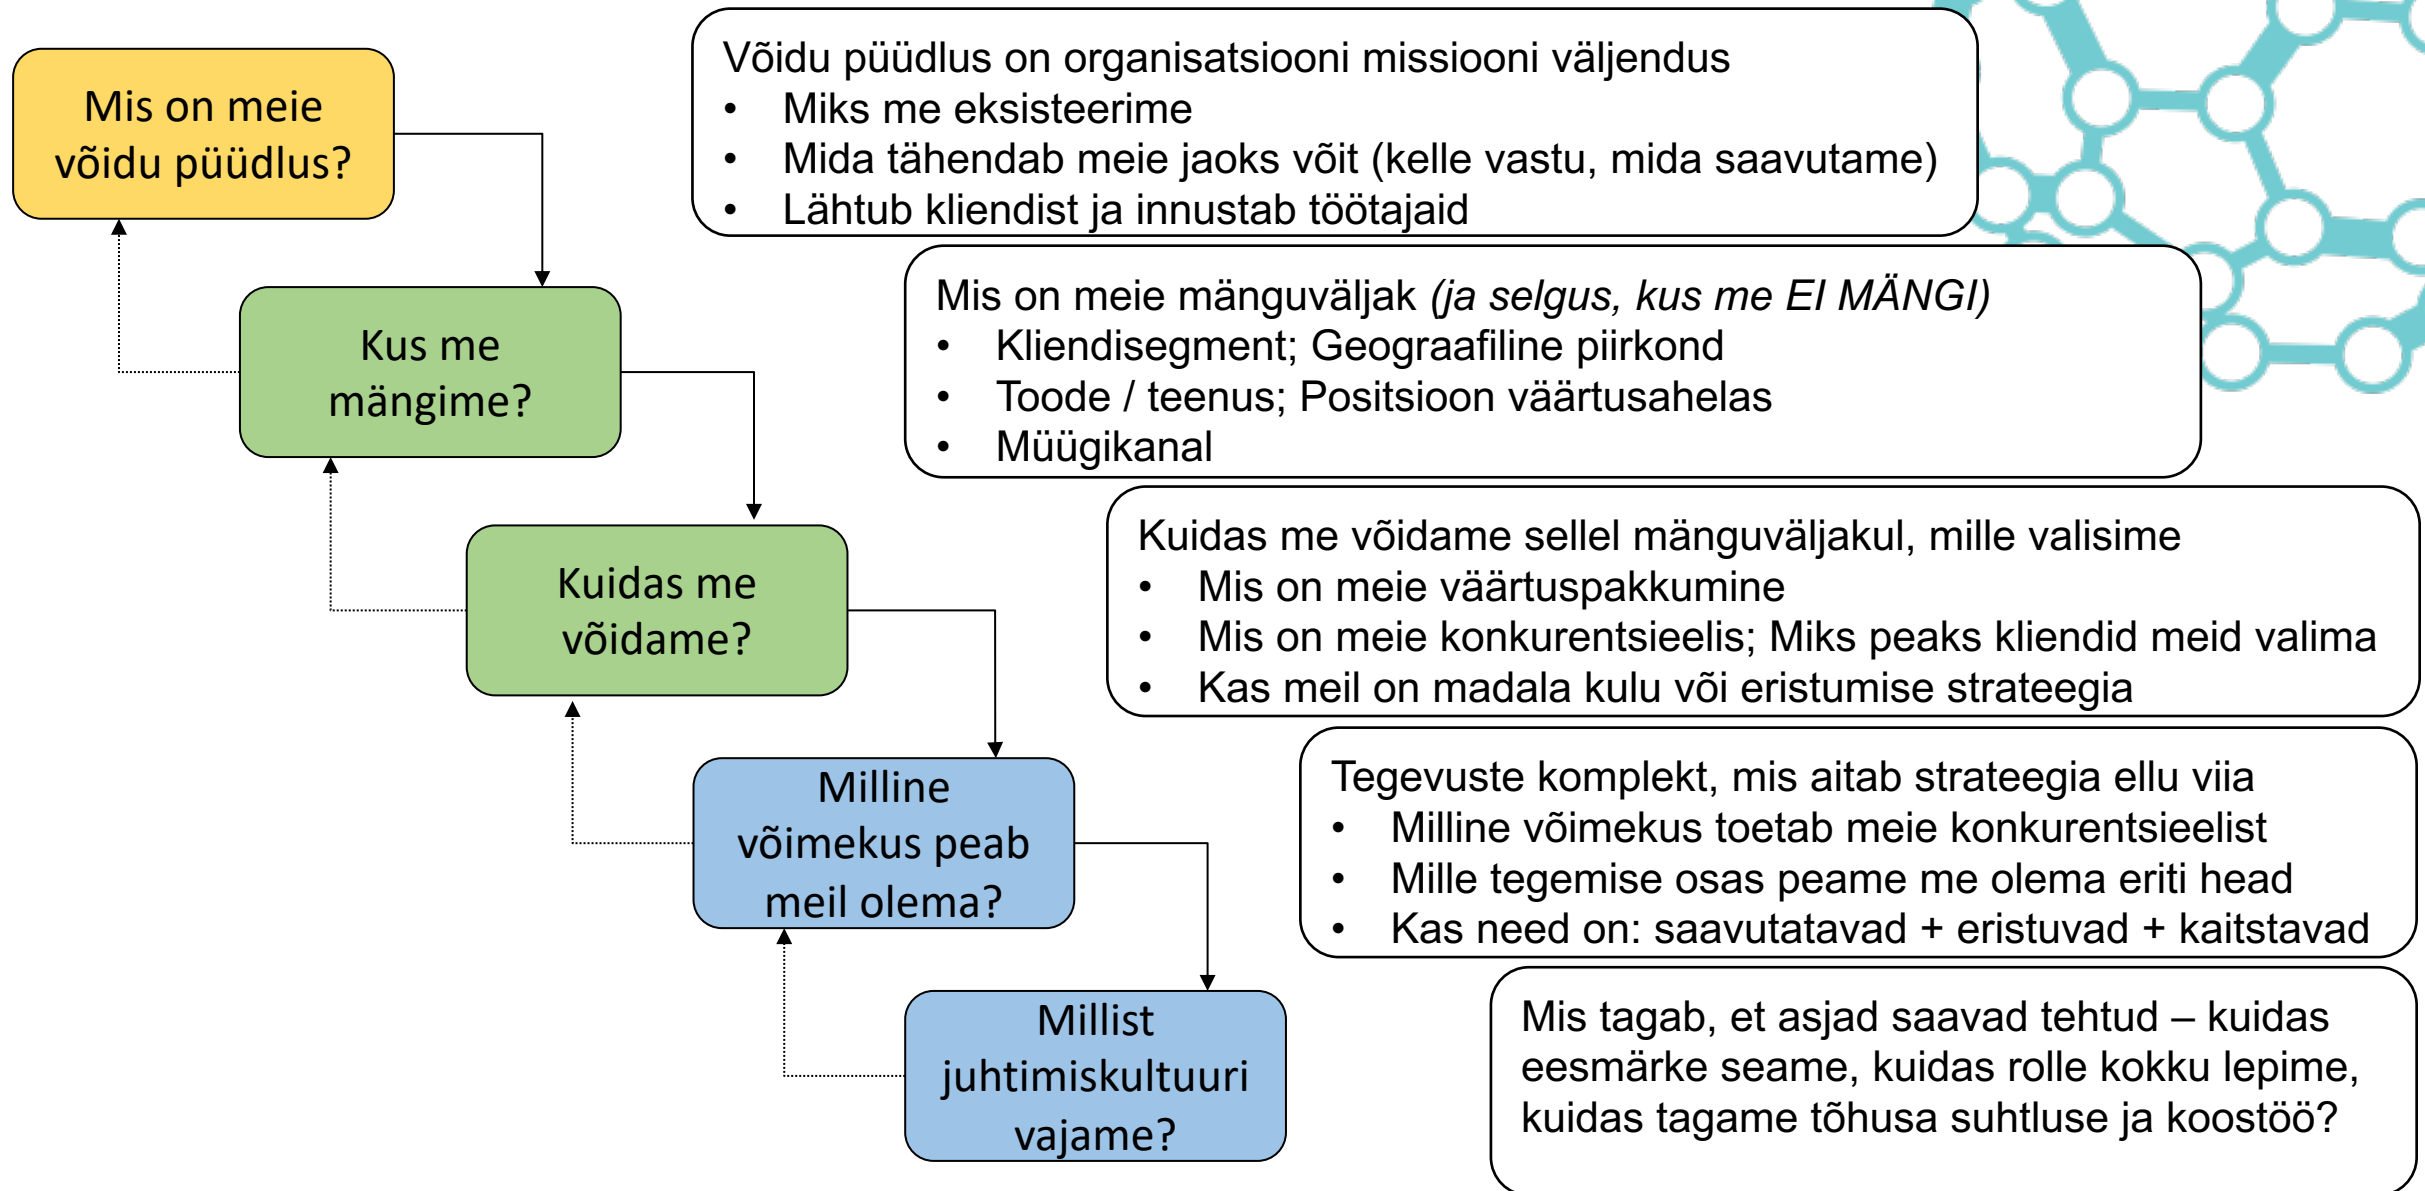 Mis on meie
võidu püüdlus?
Võidu püüdlus on organisatsiooni missiooni väljendus
• Miks me eksisteerime
• Mida tähendab meie jaoks võit (kelle vastu, mida saavutame)
• Lähtub kliendist ja innustab töötajaid
Kus me
mängime?
Mis on meie mänguväljak (ja selgus, kus me EI MÄNGI)
• Kliendisegment; Geograafiline piirkond
• Toode / teenus; Positsioon väärtusahelas
• Müügikanal
Kuidas me
võidame?
Kuidas me võidame sellel mänguväljakul, mille valisime
• Mis on meie väärtuspakkumine
• Mis on meie konkurentsieelis; Miks peaks kliendid meid valima
• Kas meil on madala kulu või eristumise strateegia
Milline
võimekus peab
meil olema?
Tegevuste komplekt, mis aitab strateegia ellu viia
• Milline võimekus toetab meie konkurentsieelist
• Mille tegemise osas peame me olema eriti head
• Kas need on: saavutatavad + eristuvad + kaitstavad
Millist
juhtimiskultuuri
vajame?
Mis tagab, et asjad saavad tehtud – kuidas
eesmärke seame, kuidas rolle kokku lepime,
kuidas tagame tõhusa suhtluse ja koostöö?